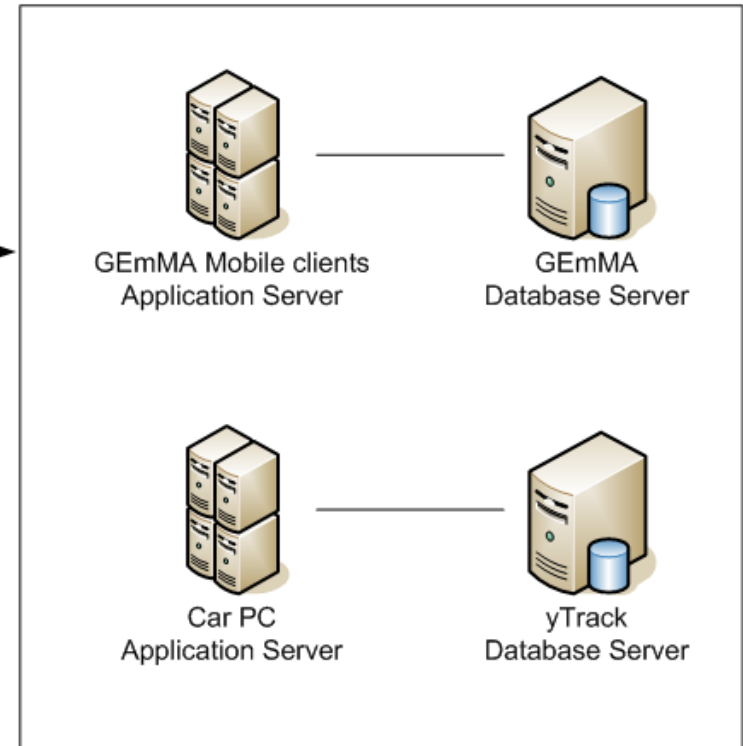 GEmMA Mobile clients
Application Server
GEmMA
Database Server
Car PC
Application Server
yTrack
Database Server